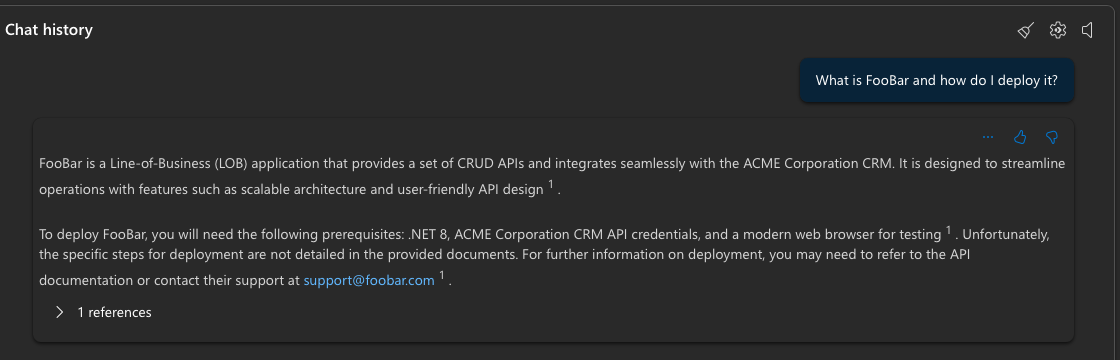 Chat history
What is FooBar and how do I deploy it?
FooBar is a Line-of-Business (LOB) application that provides a set of CRUD APIs and integrates seamlessly with the ACME Corporation CRM. It is designed to streamline
operations with features such as scalable architecture and user-friendly API design 1 .
To deploy FooBar, you will need the following prerequisites: .NET 8, ACME Corporation CRM API credentials, and a modern web browser for testing 1 . Unfortunately,
the specific steps for deployment are not detailed in the provided documents. For further information on deployment, you may need to refer to the API
documentation or contact their support at support@foobar.com 1 .
1 references